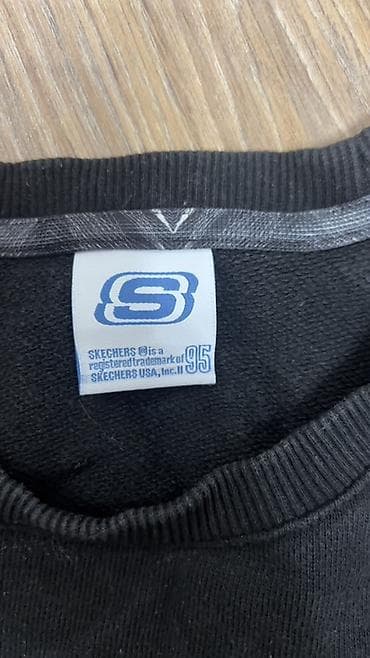 S
SKECHERS ® is a
registered trademark of
SKECHERS USA, Inc. II
95